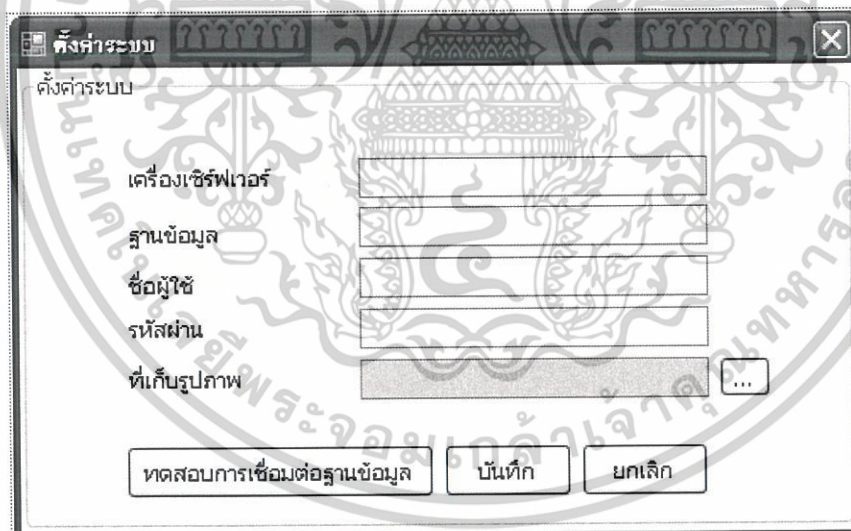 ตั้งค่าระบบ
ตั้งค่าระบบ
เครื่องเซิร์ฟเวอร์
ฐานข้อมูล
ชื่อผู้ใช้
รหัสผ่าน
ที่เก็บรูปภาพ
...
ทดสอบการเชื่อมต่อฐานข้อมูล
บันทึก
ยกเลิก